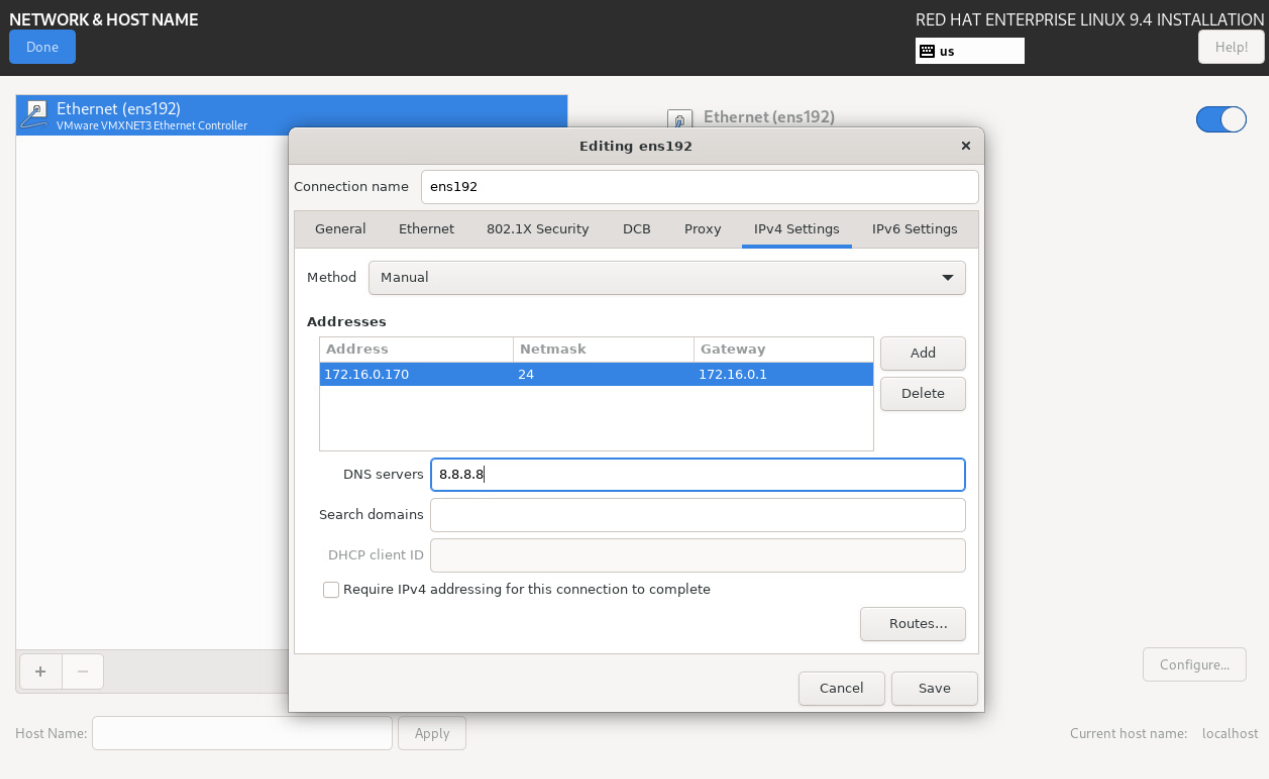 NETWORK & HOST NAME
RED HAT ENTERPRISE LINUX 9.4 INSTALLATION
Done
us
Help!
Ethernet (ens192)
VMware VMXNET3 Ethernet Controller
Ethernet (ens192)
Editing ens192
Connection name ens192
General Ethernet 802.1X Security DCB Proxy IPv4 Settings IPv6 Settings
Method Manual
Addresses
Address Netmask Gateway
172.16.0.170 24 172.16.0.1
Add
Delete
DNS servers 8.8.8.8
Search domains
DHCP client ID
Require IPv4 addressing for this connection to complete
Routes...
Configure...
Cancel Save
Host Name: Apply Current host name: localhost